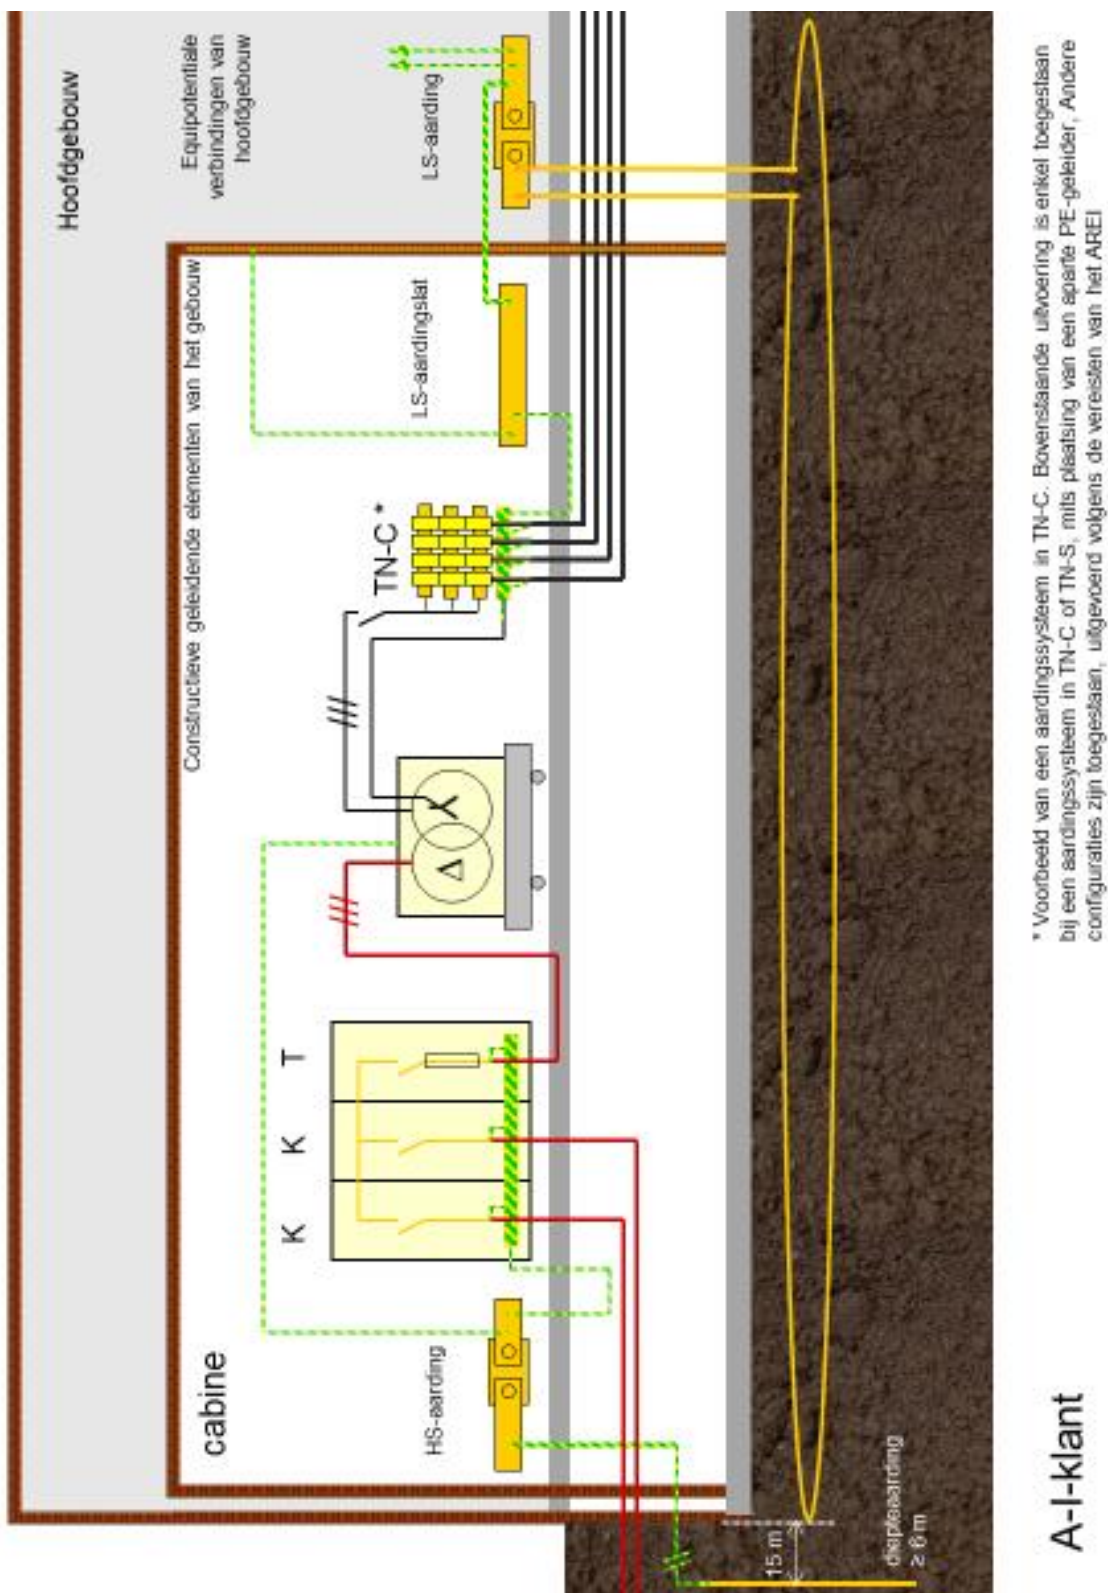 Hoofdgebouw
Equipotentiale
verbindingen van
hoofdgebouw
LS-aarding
Constructieve geleidende elementen van het gebouw
LS-aardingslat
TN-C *
K
K
T
cabine
HS-aarding
15 m
diepteaarding
≥ 6 m
A-I-klant
* Voorbeeld van een aardingssysteem in TN-C. Bovenstaande uitvoering is enkel toegestaan
bij een aardingssysteem in TN-C of TN-S, mits plaatsing van een aparte PE-geleider, Andere
configuraties zijn toegestaan, uitgevoerd volgens de vereisten van het AREI